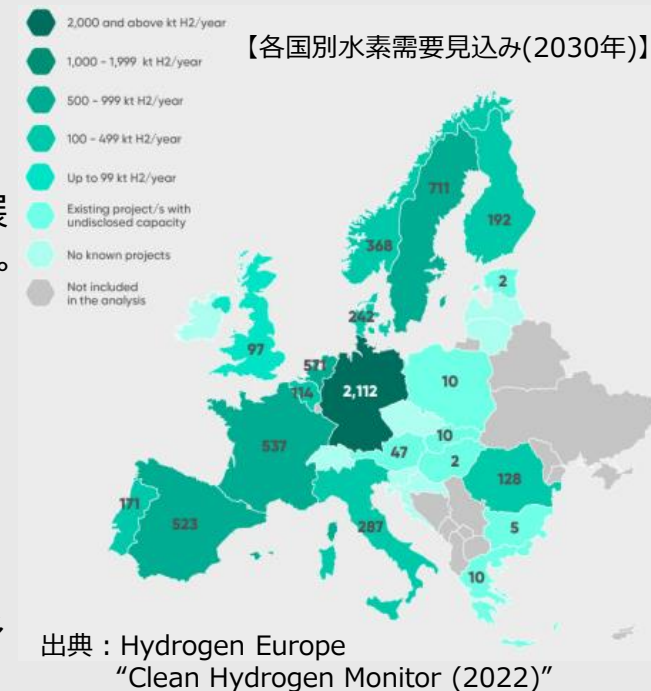 2,000 and above kt H2/year
【各国別水素需要見込み(2030年)】
1,000 - 1,999 kt H2/year
500 - 999 kt H2/year
100 - 499 kt H2/year
Up to 99 kt H2/year
Existing project/s with
undisclosed capacity
No known projects
Not included
in the analysis
展
。
711
192
368
2
242
97
571
114
2,112
10
10
47
2
537
128
171
523
287
5
10
出典：Hydrogen Europe
“Clean Hydrogen Monitor (2022)”